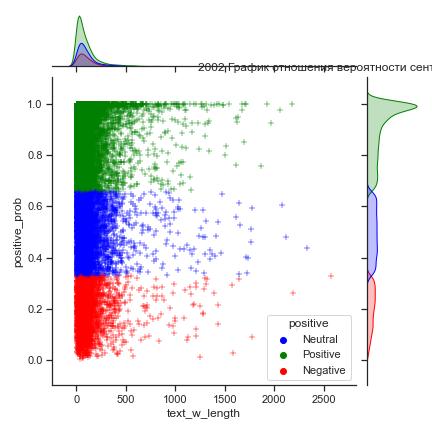 2002 График отношения вероятности сент
1.0
0.8
0.6
0.4
0.2
0.0
positive_prob
0
500
1000
1500
2000
2500
text_w_length
positive
Neutral
Positive
Negative